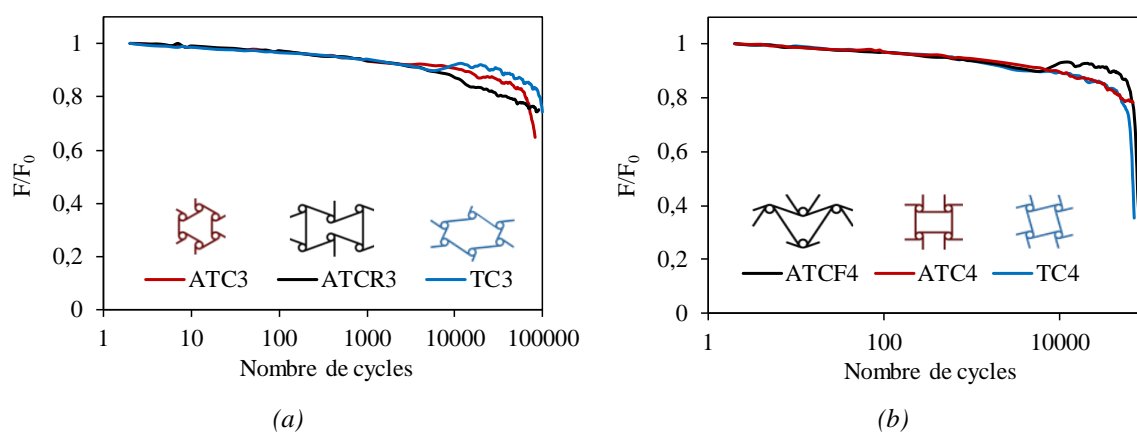 (a)
1
0,8
0,6
0,4
0,2
0
F/F0
1 10 100 1000 10000 100000
Nombre de cycles
ATC3 ATCR3 TC3
(a)
(b)
1
0,8
0,6
0,4
0,2
0
F/F0
1 100 10000
Nombre de cycles
ATCF4 ATC4 TC4
(b)